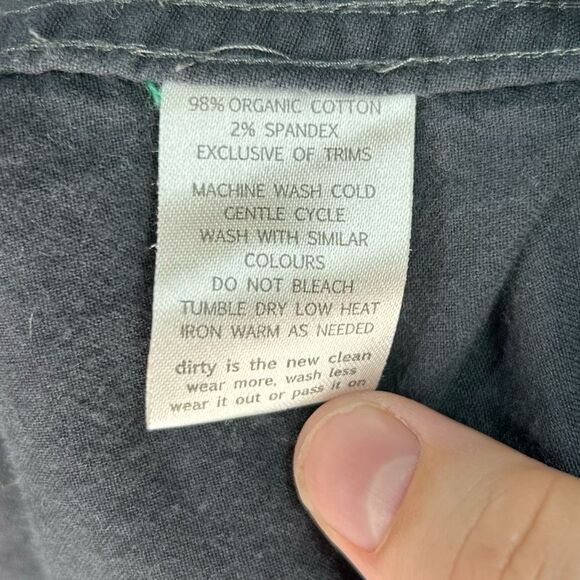 98% ORGANIC COTTON
2% SPANDEX
EXCLUSIVE OF TRIMS
MACHINE WASH COLD
GENTLE CYCLE
WASH WITH SIMILAR
COLOURS
DO NOT BLEACH
TUMBLE DRY LOW HEAT
IRON WARM AS NEEDED
dirty is the new clean
wear more, wash less
wear it out or pass it on